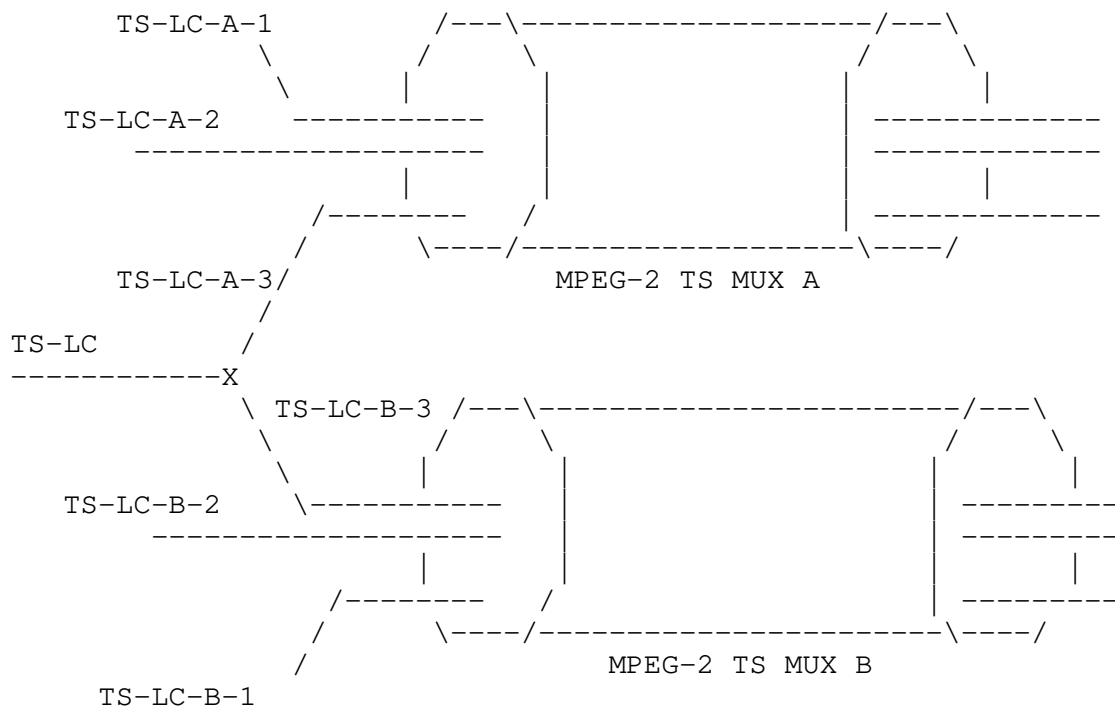 TS-LC-A-1
TS-LC-A-2
TS-LC-A-3
MPEG-2 TS MUX A
TS-LC
X
TS-LC-B-3
TS-LC-B-2
MPEG-2 TS MUX B
TS-LC-B-1